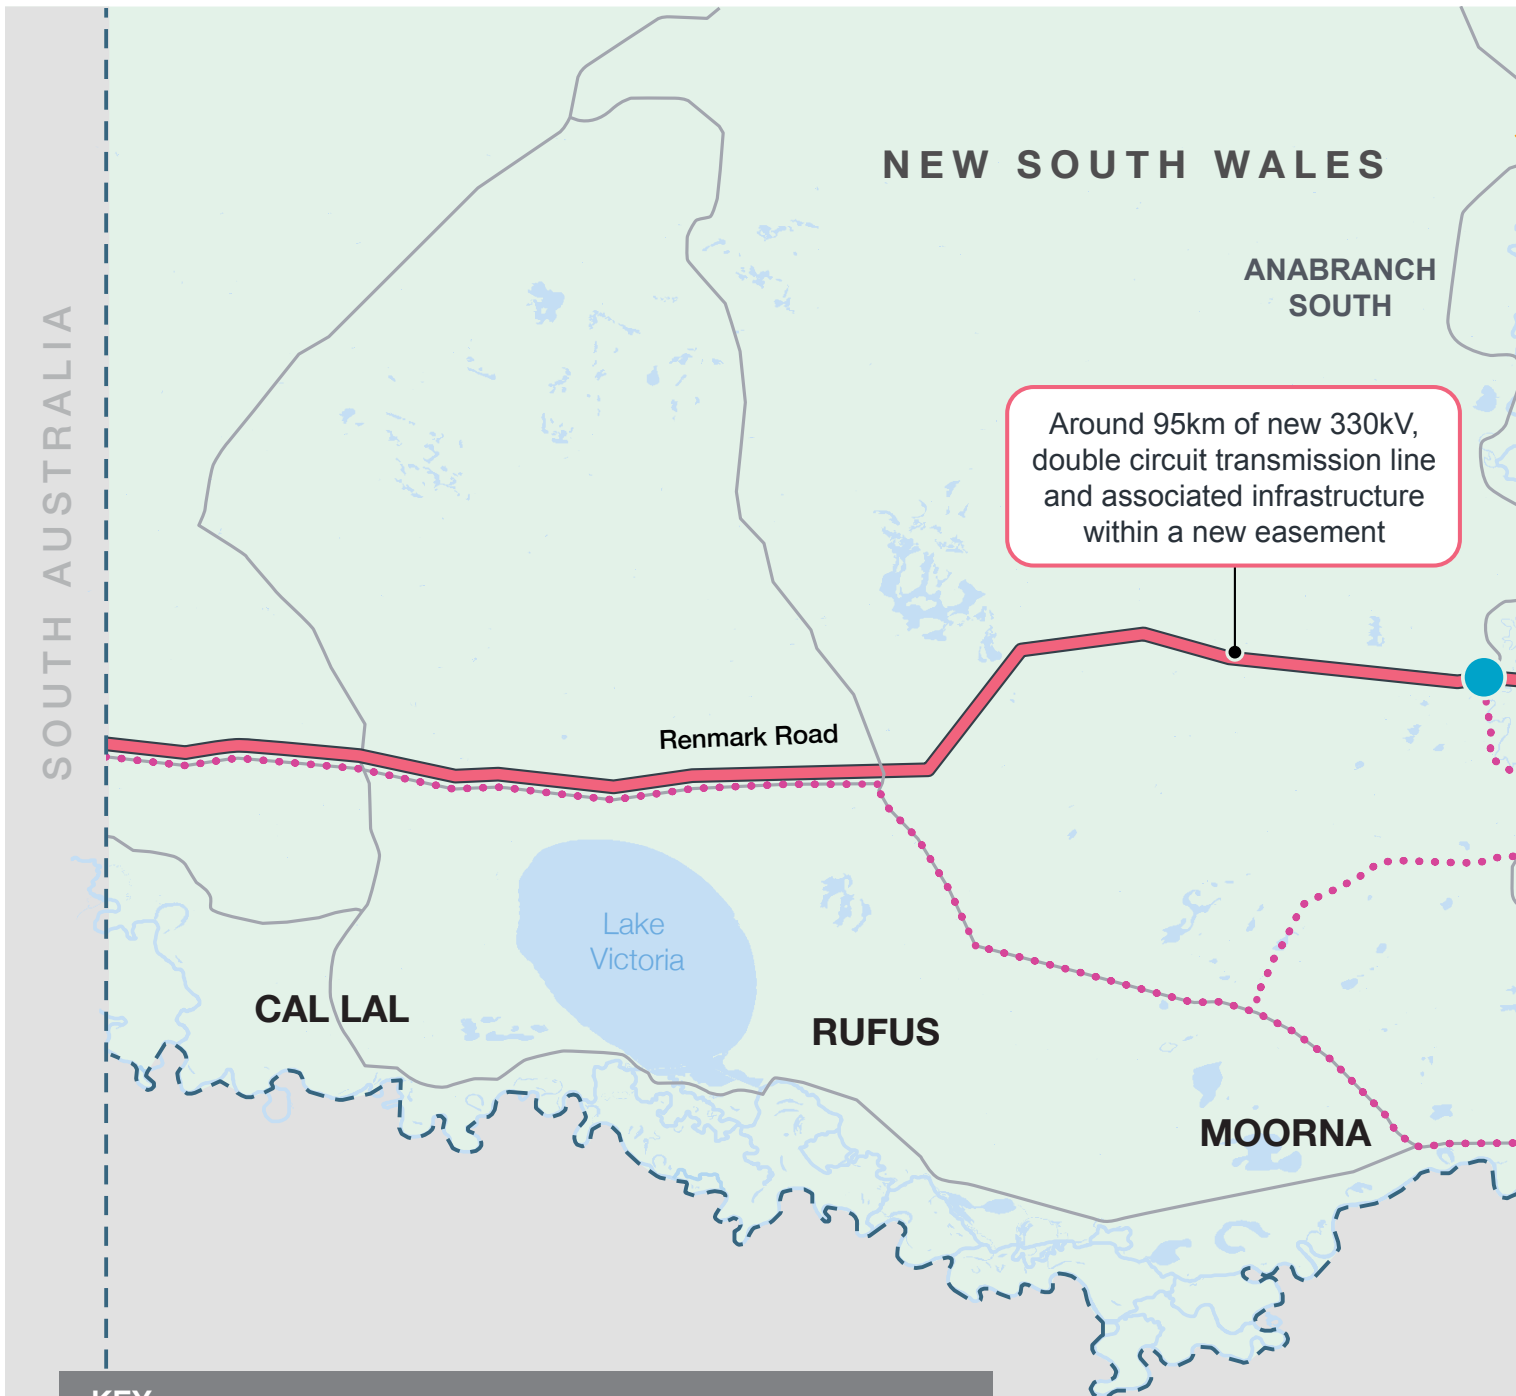 NEW SOUTH WALES
ANABRANCH
SOUTH
SOUTH AUSTRALIA
Around 95km of new 330kV,
double circuit transmission line
and associated infrastructure
within a new easement
Renmark Road
Lake
Victoria
CAL LAL
RUFUS
MOORNA
KEY